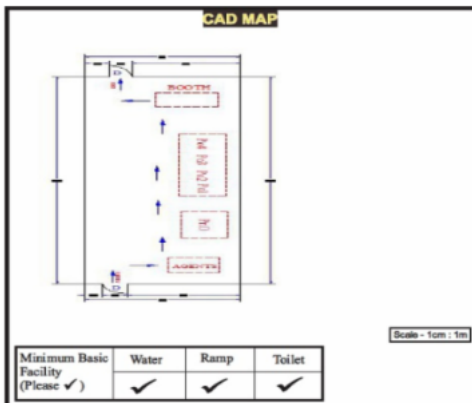 CAD MAP
D
BOOTH
AGENTS
D
Scale - 1cm : 1m
Minimum Basic Facility (Please ✓)
Water
Ramp
Toilet
✓
✓
✓